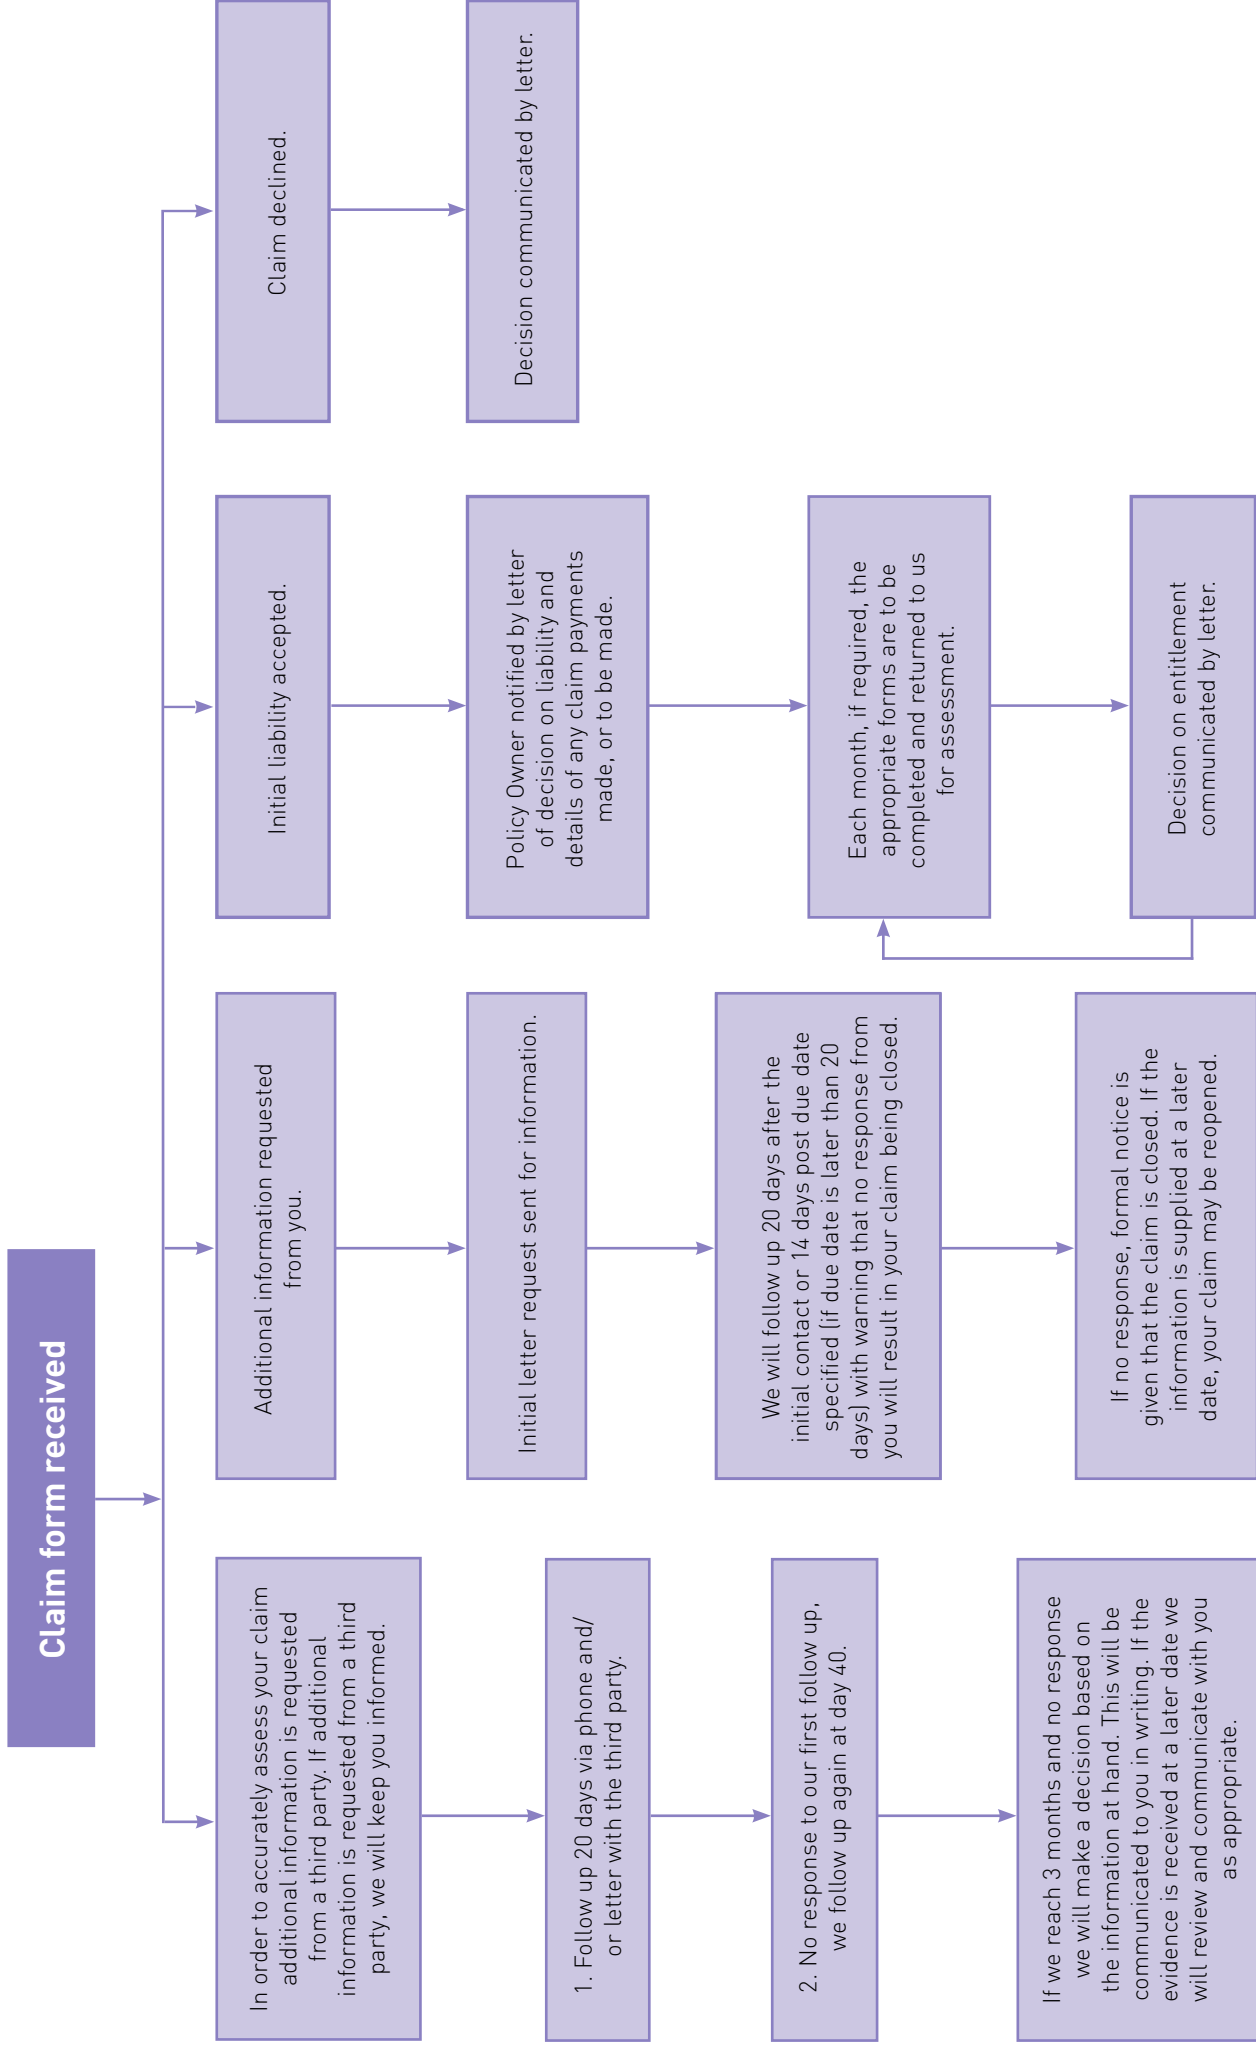 Claim form received
In order to accurately assess your claim
additional information is requested
from a third party. If additional
information is requested from a third
party, we will keep you informed.
1. Follow up 20 days via phone and/
or letter with the third party.
2. No response to our first follow up,
we follow up again at day 40.
If we reach 3 months and no response
we will make a decision based on
the information at hand. This will be
communicated to you in writing. If the
evidence is received at a later date we
will review and communicate with you
as appropriate.
Additional information requested
from you.
Initial letter request sent for information.
We will follow up 20 days after the
initial contact or 14 days post due date
specified (if due date is later than 20
days) with warning that no response from
you will result in your claim being closed.
If no response, formal notice is
given that the claim is closed. If the
information is supplied at a later
date, your claim may be reopened.
Initial liability accepted.
Policy Owner notified by letter
of decision on liability and
details of any claim payments
made, or to be made.
Each month, if required, the
appropriate forms are to be
completed and returned to us
for assessment.
Decision on entitlement
communicated by letter.
Claim declined.
Decision communicated by letter.